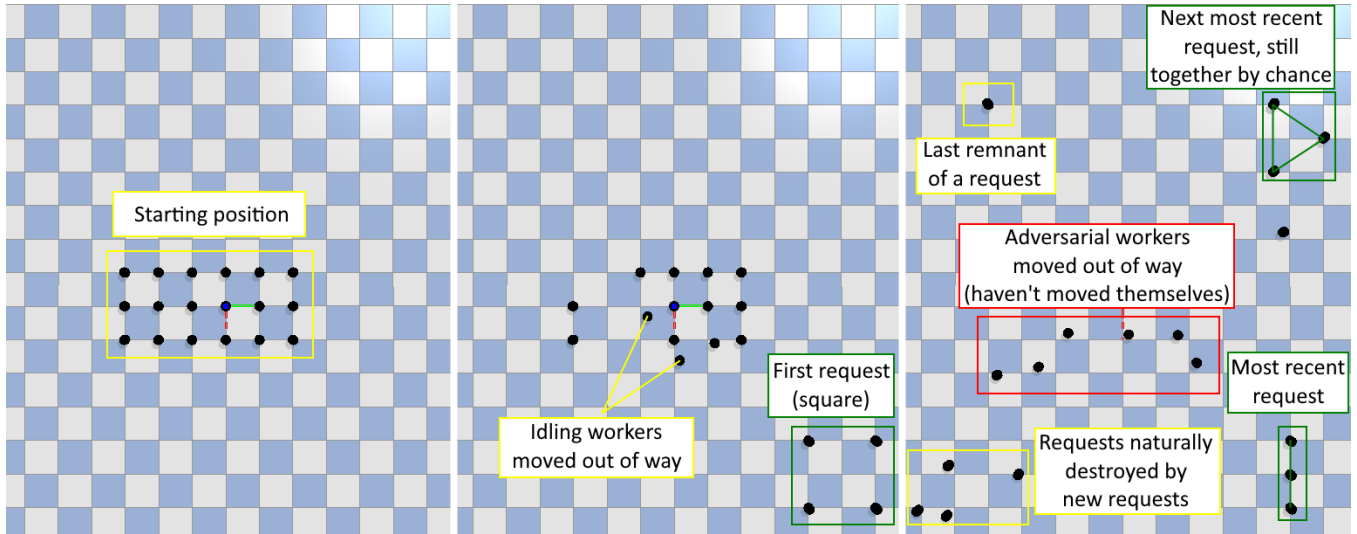 Starting position
Idling workers
moved out of way
First request
(square)
Next most recent
request, still
together by chance
Last remnant
of a request
Adversarial workers
moved out of way
(haven't moved themselves)
Most recent
request
Requests naturally
destroyed by
new requests